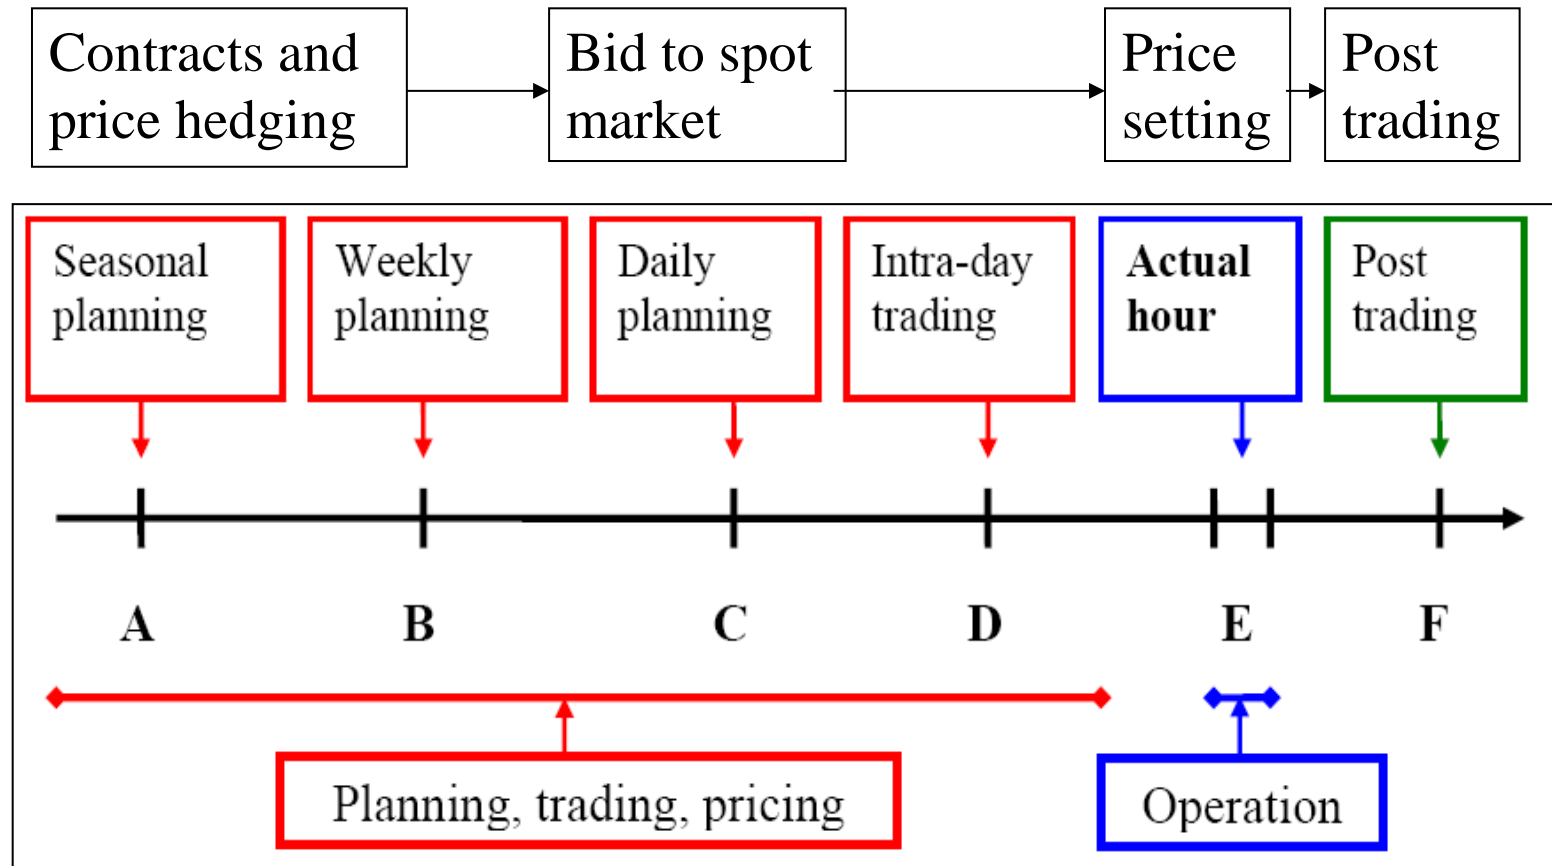 Contracts and
price hedging
Bid to spot
market
Price
setting
Post
trading
Seasonal
planning
Weekly
planning
Daily
planning
Intra-day
trading
Actual
hour
Post
trading
A
B
C
D
E
F
Planning, trading, pricing
Operation